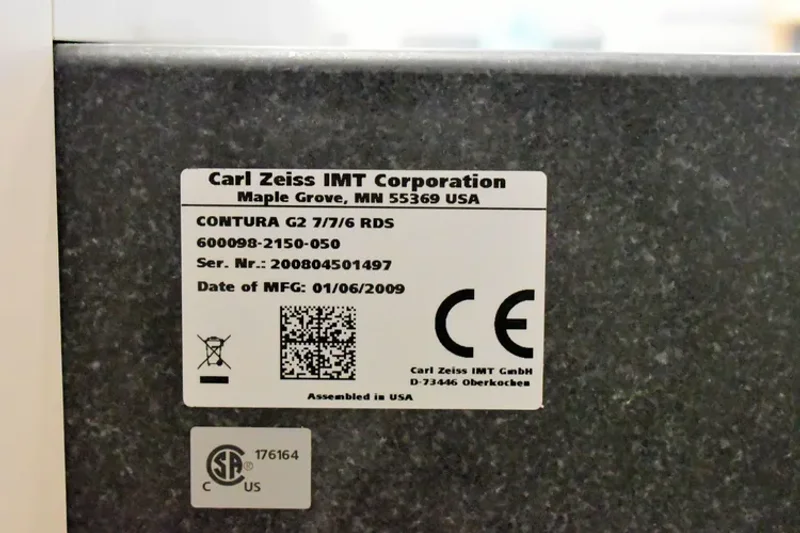 Carl Zeiss IMT Corporation
Maple Grove, MN 55369 USA
CONTURA G2 7/7/6 RDS
600098-2150-050
Ser. Nr.: 200804501497
Date of MFG: 01/06/2009
CE
Carl Zeiss IMT GmbH
D-73446 Oberkochen
Assembled in USA
CSA ® 176164
C US